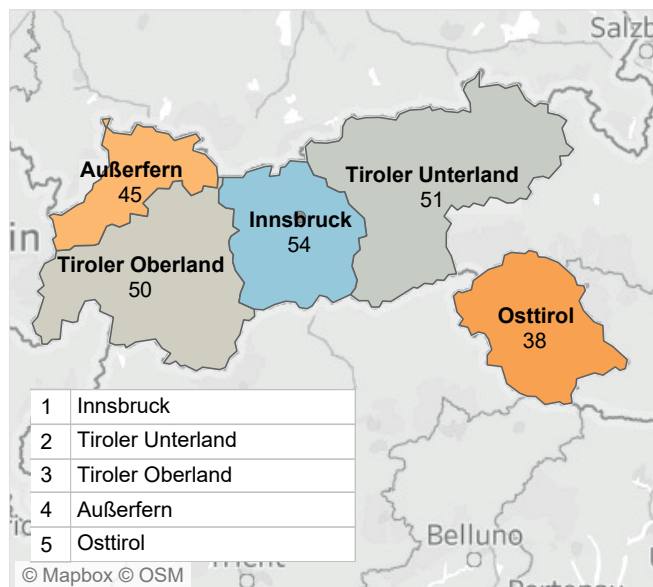 Salzb
Außerfern
45
Tiroler Unterland
51
Innsbruck
54
in
Tiroler Oberland
50
Osttirol
38
1 Innsbruck
2 Tiroler Unterland
3 Tiroler Oberland
4 Außerfern
5 Osttirol
Belluno
© Mapbox © OSM